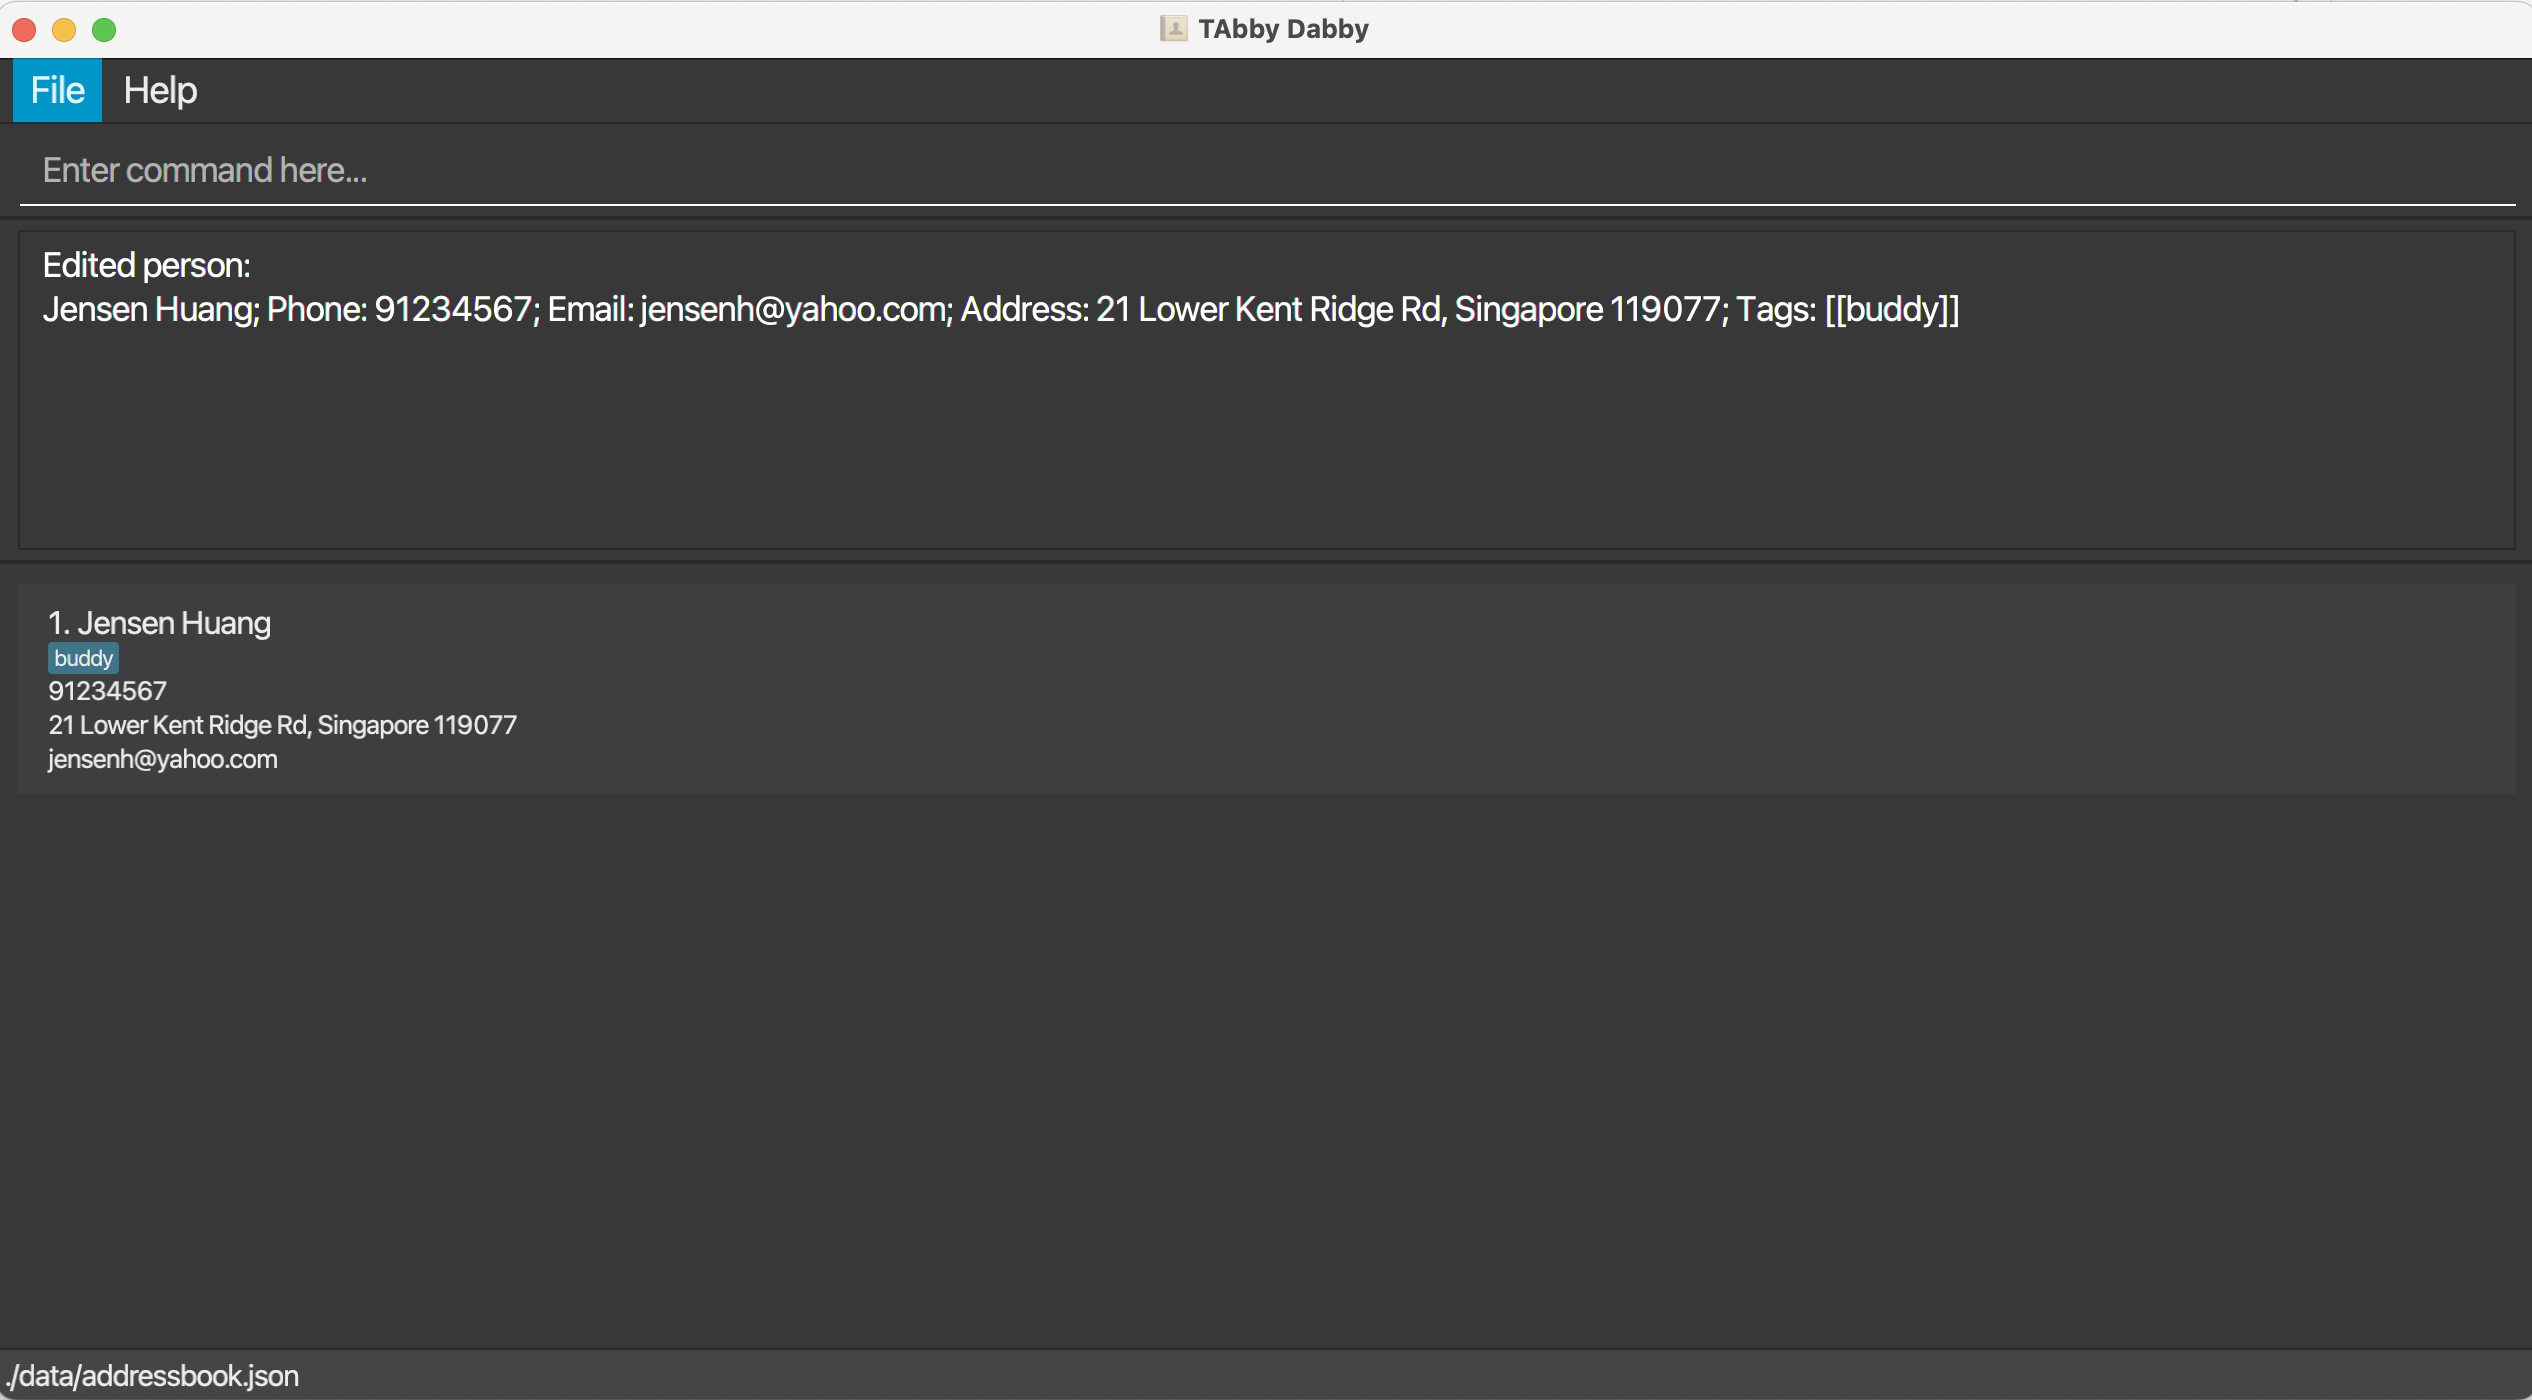 TAbby Dabby
File Help
Enter command here...
Edited person:
Jensen Huang; Phone: 91234567; Email: jensenh@yahoo.com; Address: 21 Lower Kent Ridge Rd, Singapore 119077; Tags: [[buddy]]
1. Jensen Huang
buddy
91234567
21 Lower Kent Ridge Rd, Singapore 119077
jensenh@yahoo.com
./data/addressbook.json